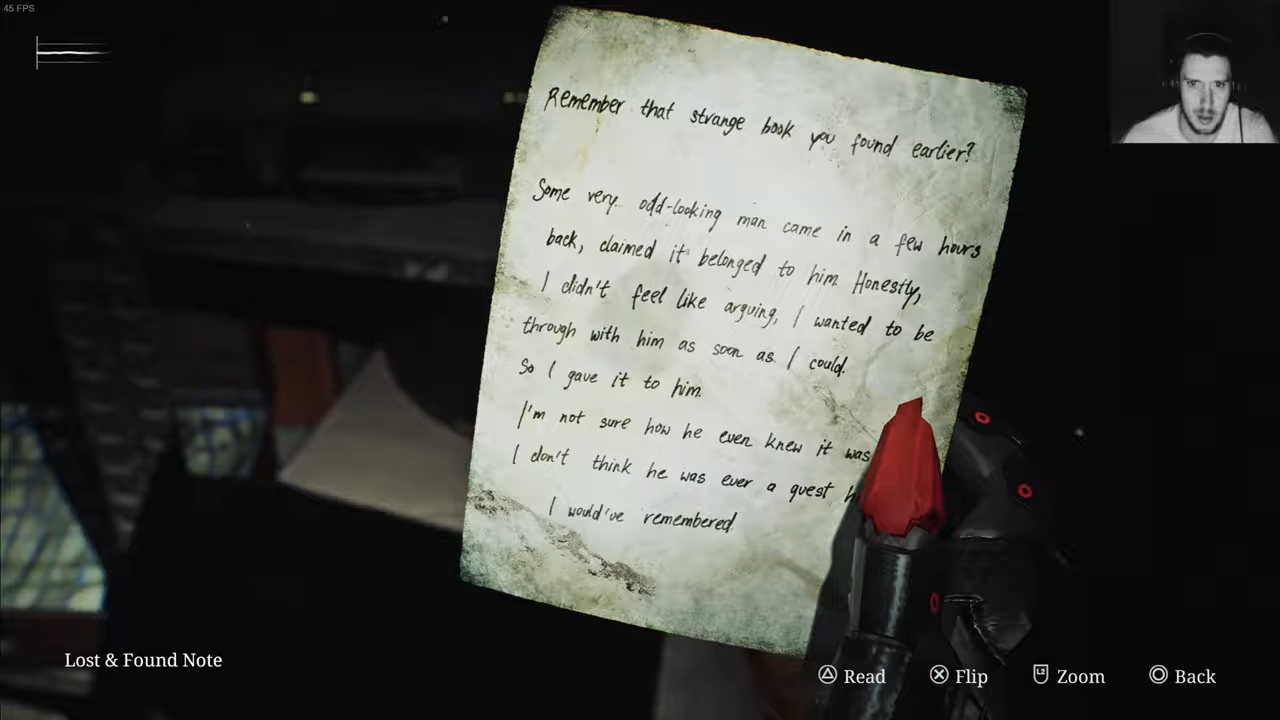 45 FPS
Remember that strange book you found earlier?
Some very odd-looking man came in a few hours
back, claimed it belonged to him. Honestly,
I didn't feel like arguing, I wanted to be
through with him as soon as I could.
So I gave it to him.
I'm not sure how he even knew it was
I don't think he was ever a guest
I would've remembered.
Lost & Found Note
Read
Flip
L2 Zoom
Back